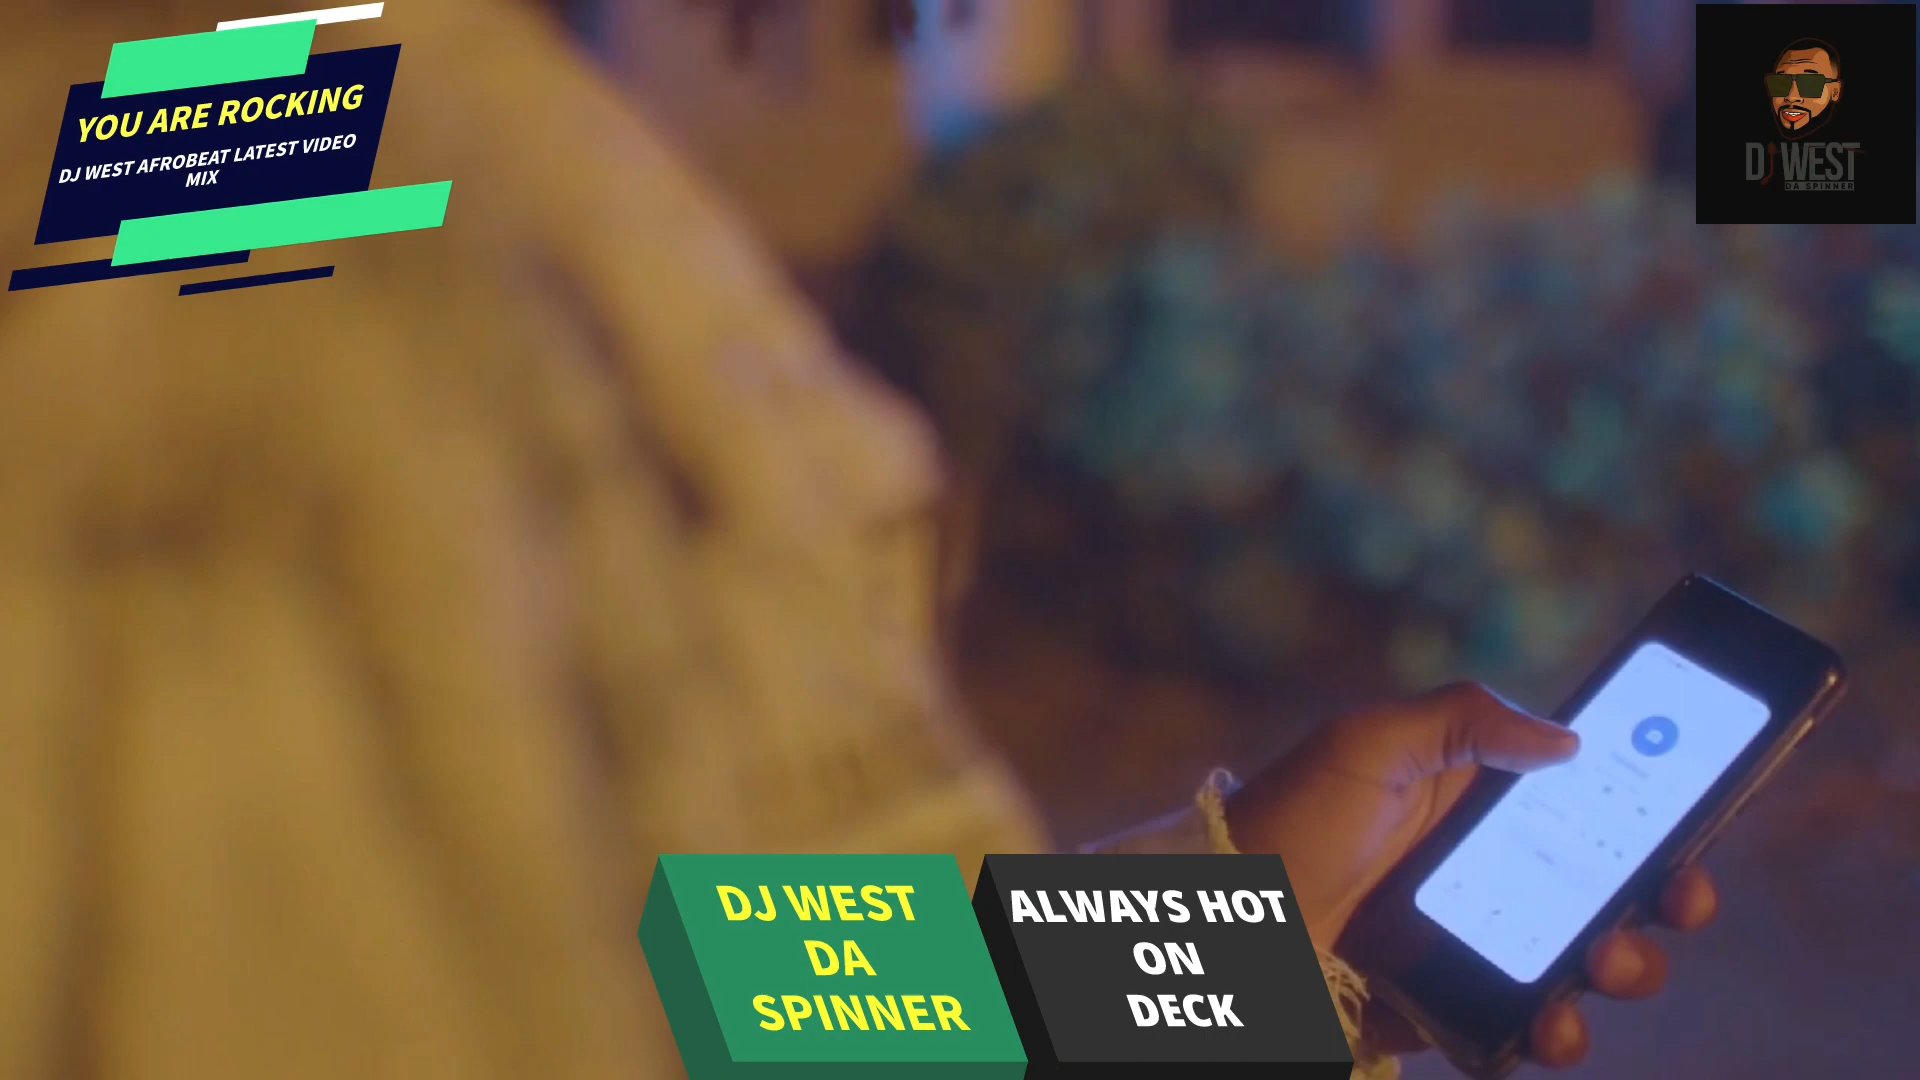 YOU ARE ROCKING
DJ WEST AFROBEAT LATEST VIDEO
MIX
DJ WEST
DA SPINNER
DJ WEST
DA
SPINNER
ALWAYS HOT
ON
DECK